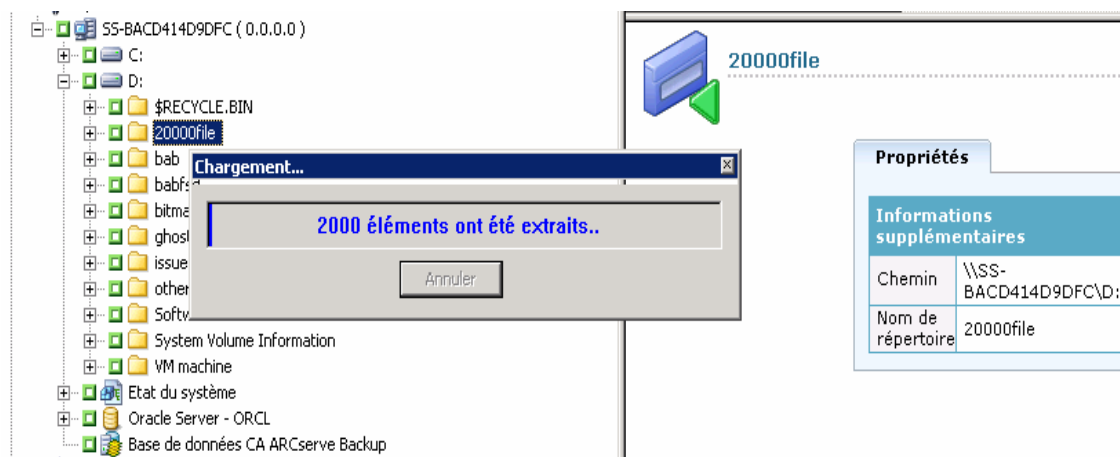 SS-BACD414D9DFC ( 0.0.0.0 )
C:
D:
$RECYCLE.BIN
20000file
bab
Chargement...
2000 éléments ont été extraits..
Annuler
System Volume Information
VM machine
Etat du système
Oracle Server - ORCL
Base de données CA ARCserve Backup
20000file
Propriétés
Informations
supplémentaires
Chemin
\\SS-
BACD414D9DFC\D:
Nom de
répertoire
20000file